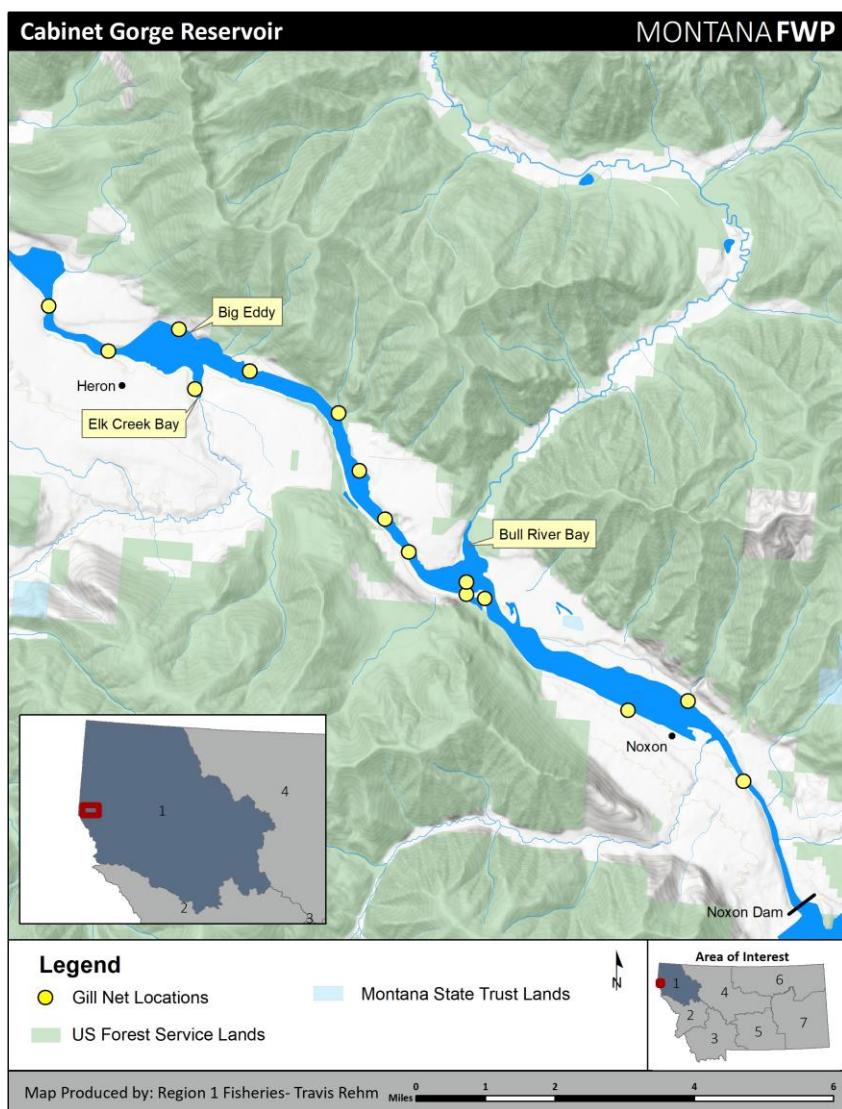 Cabinet Gorge Reservoir
MONTANA FWP
Big Eddy
Heron
Elk Creek Bay
Bull River Bay
Noxon
Noxon Dam
4
1
2
3
Legend
Gill Net Locations
US Forest Service Lands
Montana State Trust Lands
N
Area of Interest
1
4
6
2
3
5
7
Map Produced by: Region 1 Fisheries- Travis Rehm
Miles
0 1 2 4 6